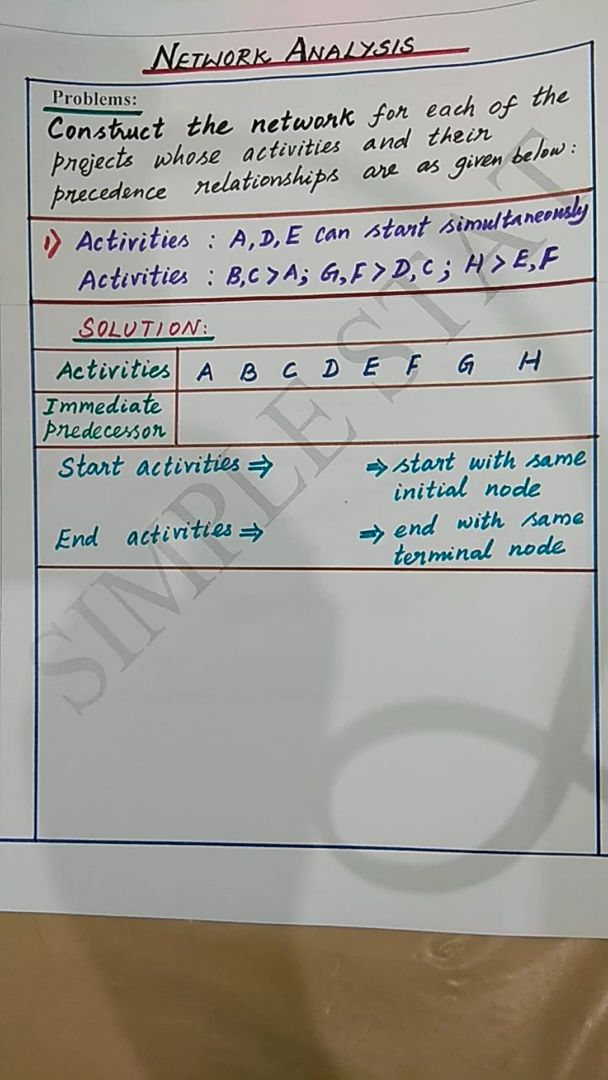 NETWORK ANALYSIS
Problems:
Construct the network for each of the
projects whose activities and their
precedence relationships are as given below:
1) Activities : A, D, E can start simultaneously
Activities : B,C > A; G,F > D,C; H > E,F
SOLUTION:
Activities A B C D E F G H
Immediate
predecessor
Start activities ⇒ ⇒ start with same
initial node
End activities ⇒ ⇒ end with same
terminal node
SIMPLE STAT